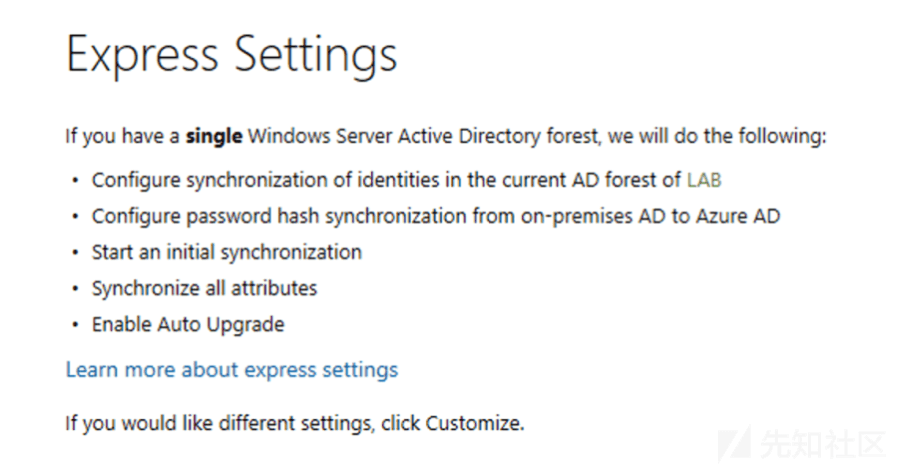 Express Settings
If you have a single Windows Server Active Directory forest, we will do the following:
• Configure synchronization of identities in the current AD forest of LAB
• Configure password hash synchronization from on-premises AD to Azure AD
• Start an initial synchronization
• Synchronize all attributes
• Enable Auto Upgrade
Learn more about express settings
If you would like different settings, click Customize.
先知社区